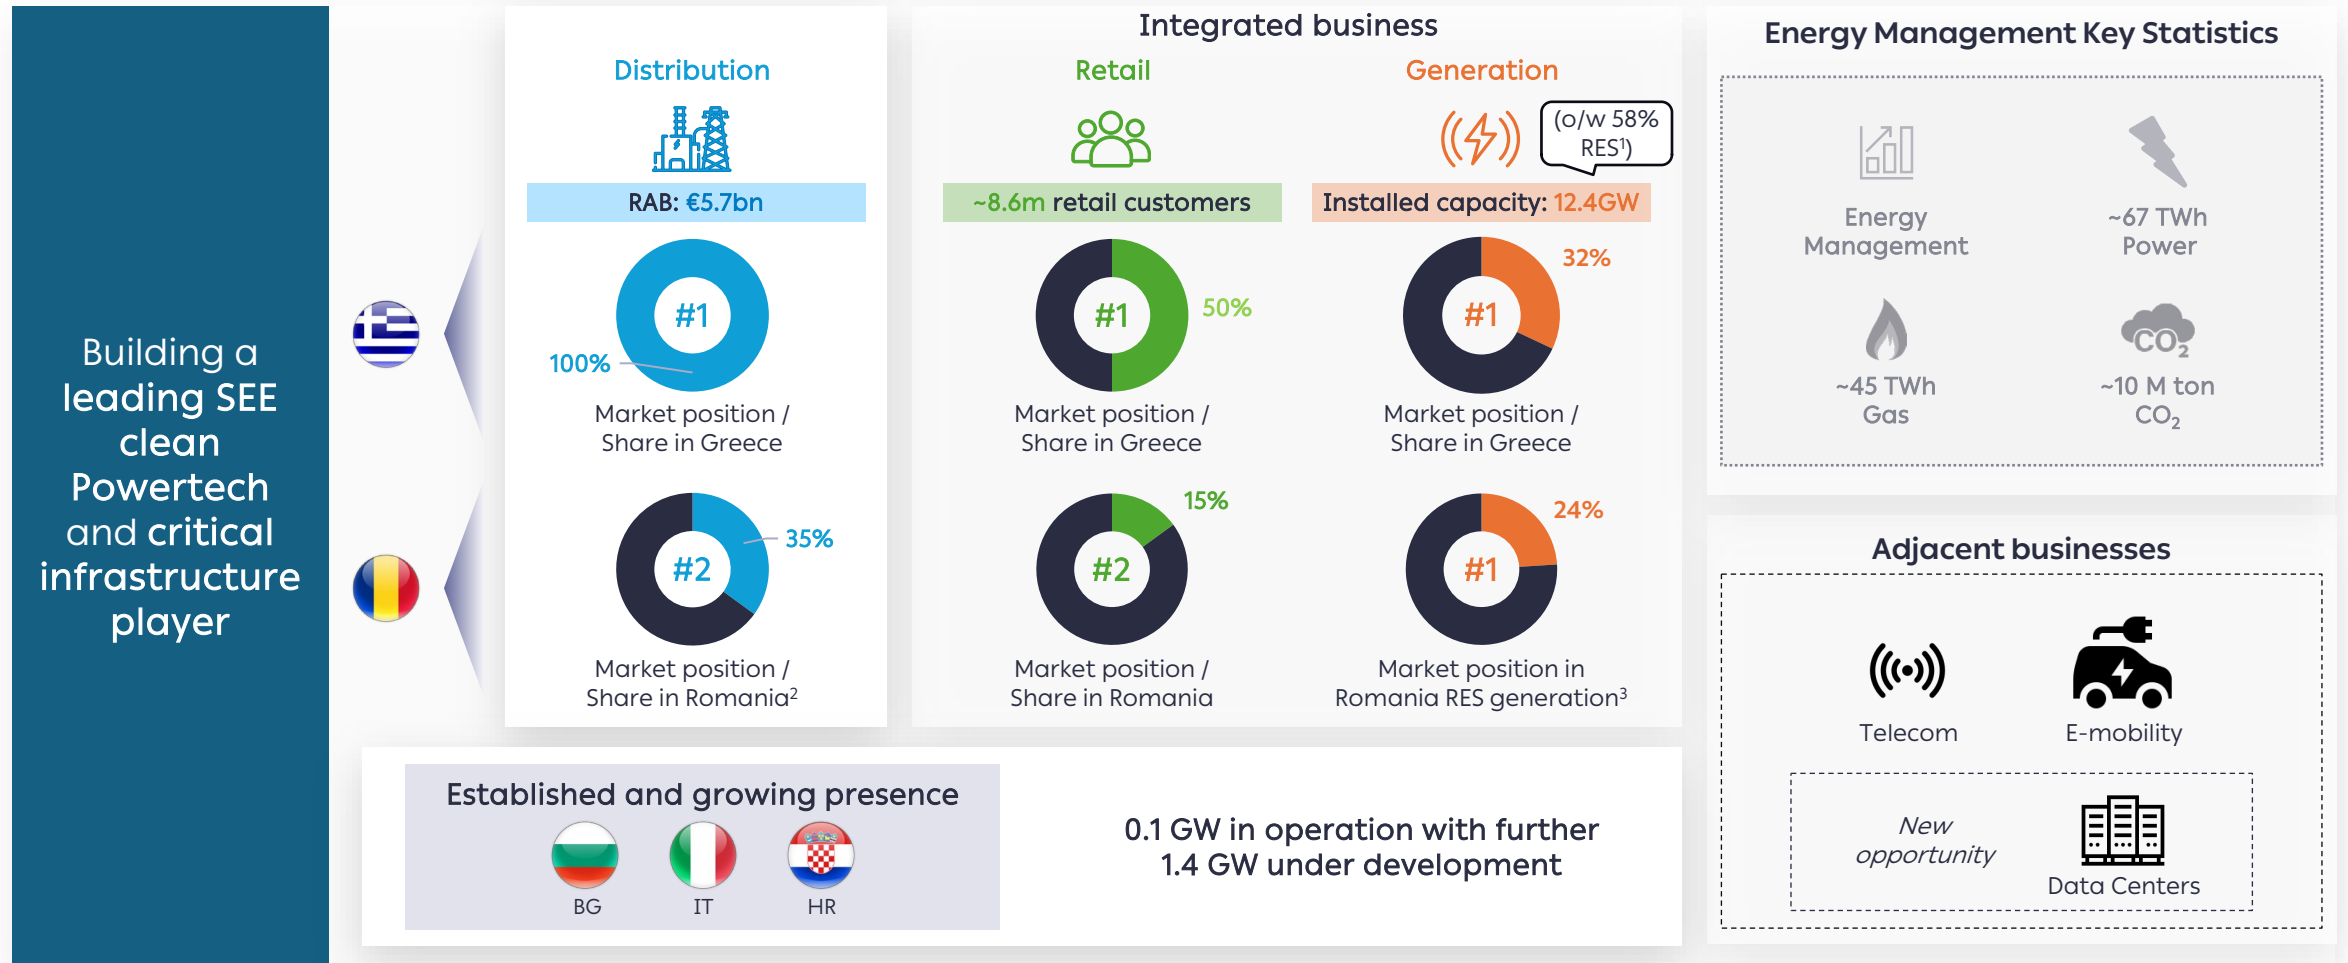 Building a
leading SEE
clean
Powertech
and critical
infrastructure
player
Distribution
RAB: €5.7bn
#1
100%
Market position /
Share in Greece
#2
35%
Market position /
Share in Romania²
Integrated business
Retail
~8.6m retail customers
#1
50%
Market position /
Share in Greece
#2
15%
Market position /
Share in Romania
Generation
(o/w 58%
RES¹)
Installed capacity: 12.4GW
#1
32%
Market position /
Share in Greece
#1
24%
Market position in
Romania RES generation³
Established and growing presence
BG
IT
HR
0.1 GW in operation with further
1.4 GW under development
Energy Management Key Statistics
Energy
Management
~67 TWh
Power
~45 TWh
Gas
CO₂
~10 M ton
CO₂
Adjacent businesses
Telecom
E-mobility
New
opportunity
Data Centers